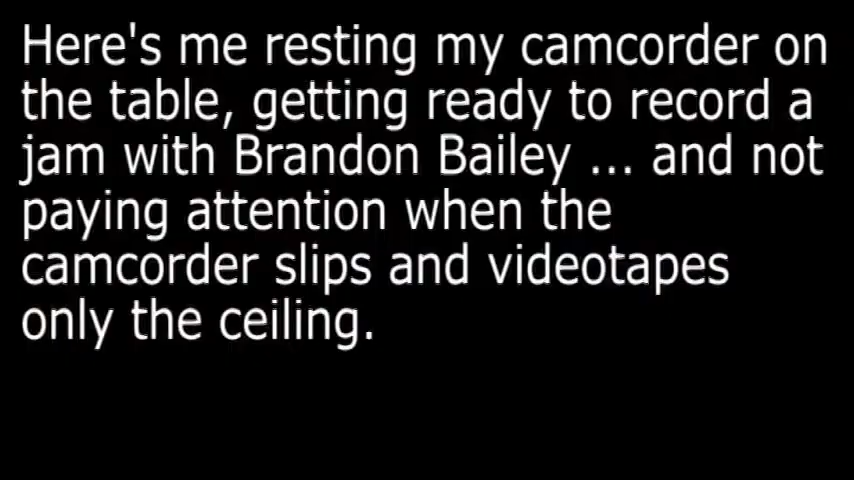 Here's me resting my camcorder on
the table, getting ready to record a
jam with Brandon Bailey ... and not
paying attention when the
camcorder slips and videotapes
only the ceiling.